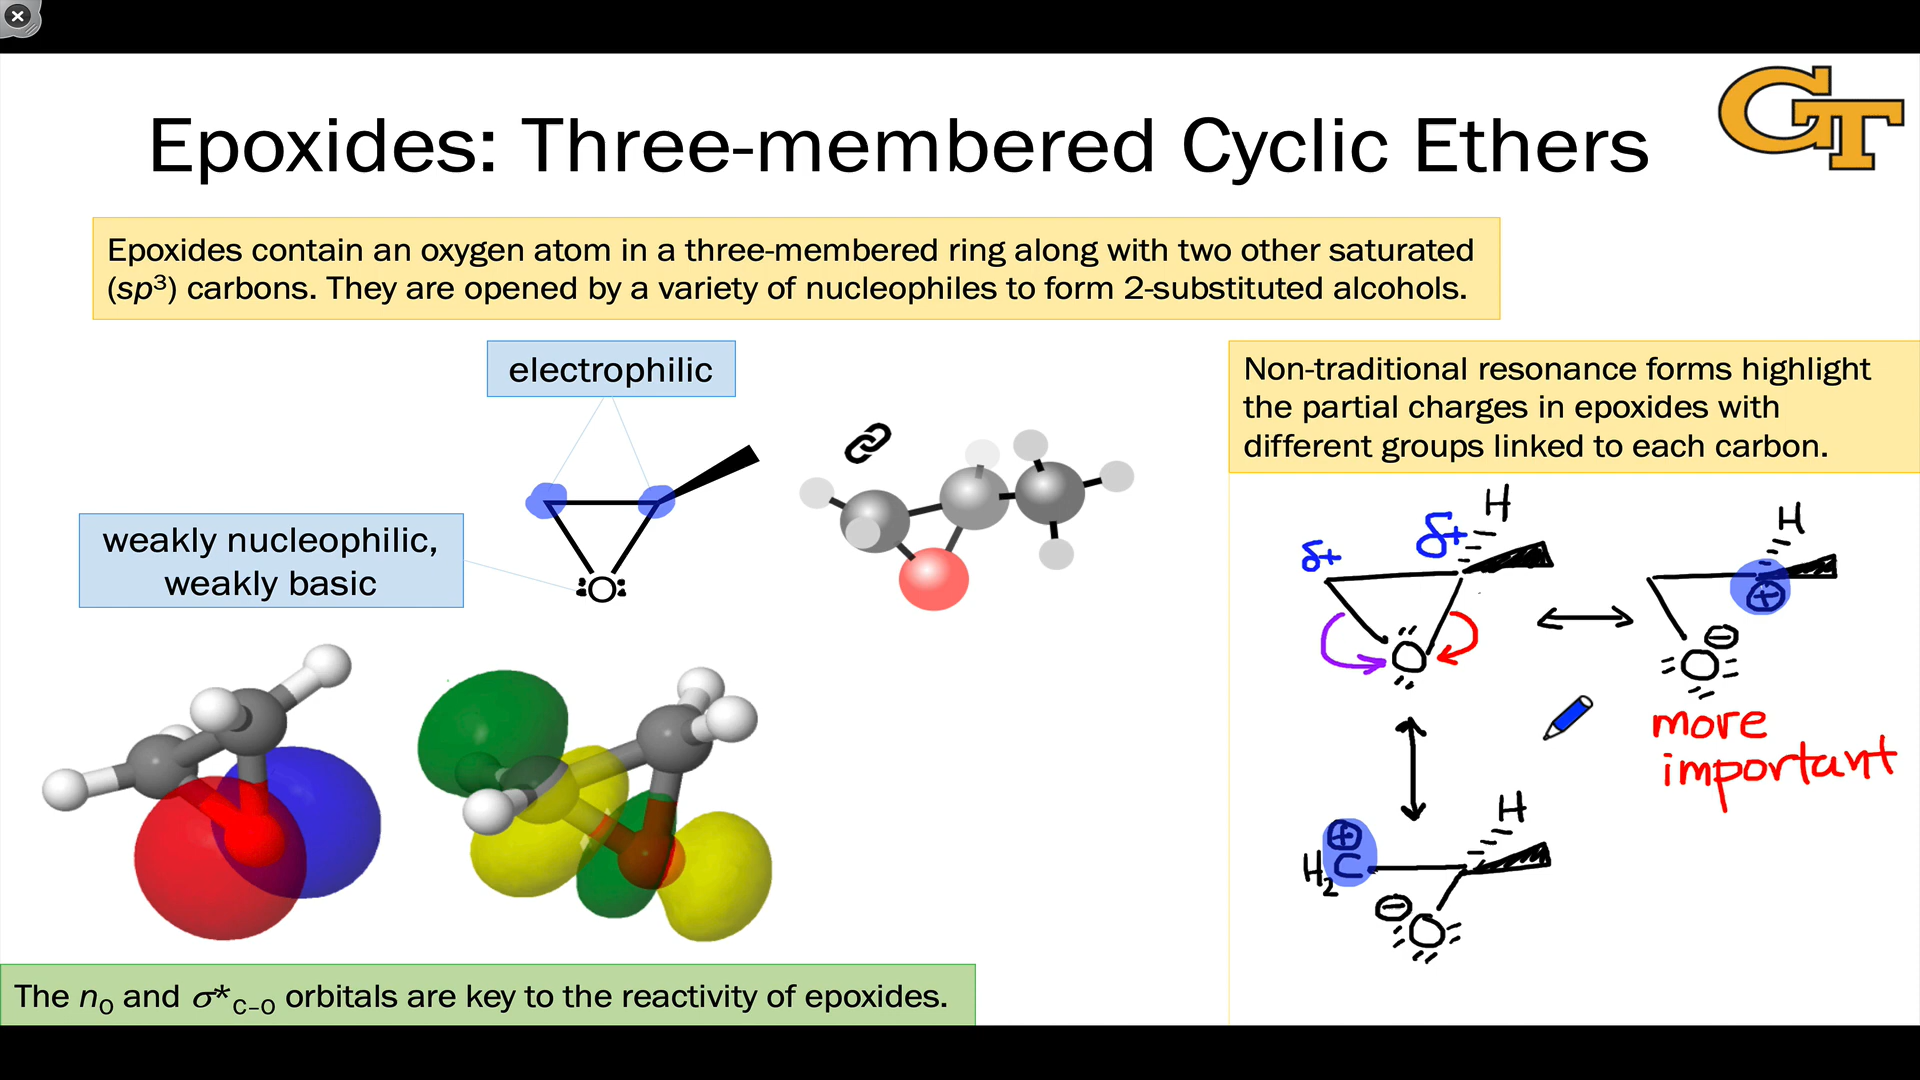 Epoxides: Three-membered Cyclic Ethers
GT
Epoxides contain an oxygen atom in a three-membered ring along with two other saturated
(sp³) carbons. They are opened by a variety of nucleophiles to form 2-substituted alcohols.
electrophilic
weakly nucleophilic,
weakly basic
:O:
Non-traditional resonance forms highlight
the partial charges in epoxides with
different groups linked to each carbon.
δ+
δ+
H
O
H
⊕
⊖
O
more
important
H
⊕
H₂C
⊖
O
The nO and σ*C–O orbitals are key to the reactivity of epoxides.